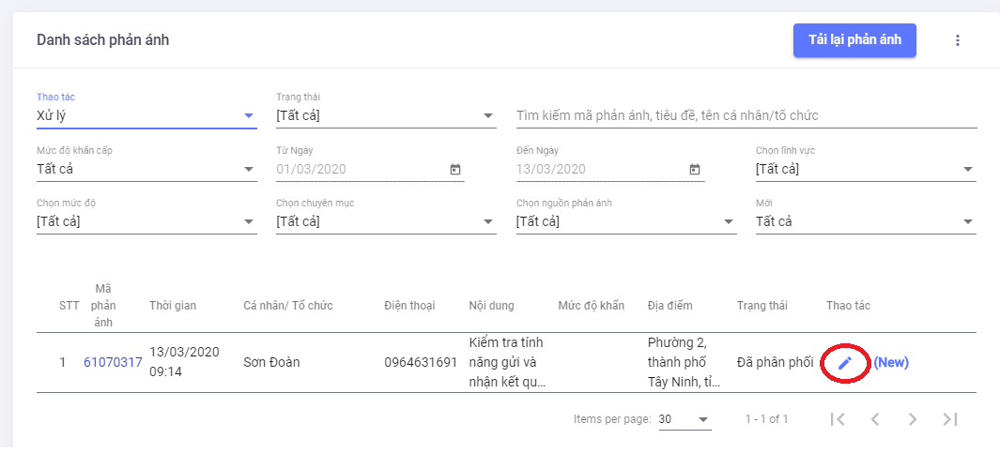 Danh sách phản ánh
Tải lại phản ánh
Thao tác
Xử lý
Trạng thái
[Tất cả]
Tìm kiếm mã phản ánh, tiêu đề, tên cá nhân/tổ chức
Mức độ khẩn cấp
Tất cả
Từ Ngày
01/03/2020
Đến Ngày
13/03/2020
Chọn lĩnh vực
[Tất cả]
Chọn mức độ
[Tất cả]
Chọn chuyên mục
[Tất cả]
Chọn nguồn phản ánh
[Tất cả]
Mới
Tất cả
STT
Mã
phản
ánh
Thời gian
Cá nhân/ Tổ chức
Điện thoại
Nội dung
Mức độ khẩn
Địa điểm
Trạng thái
Thao tác
1
61070317
13/03/2020
09:14
Sơn Đoàn
0964631691
Kiểm tra tính
năng gửi và
nhận kết qu...
Phường 2,
thành phố
Tây Ninh, tỉ...
Đã phân phối
(New)
Items per page:
30
1 - 1 of 1